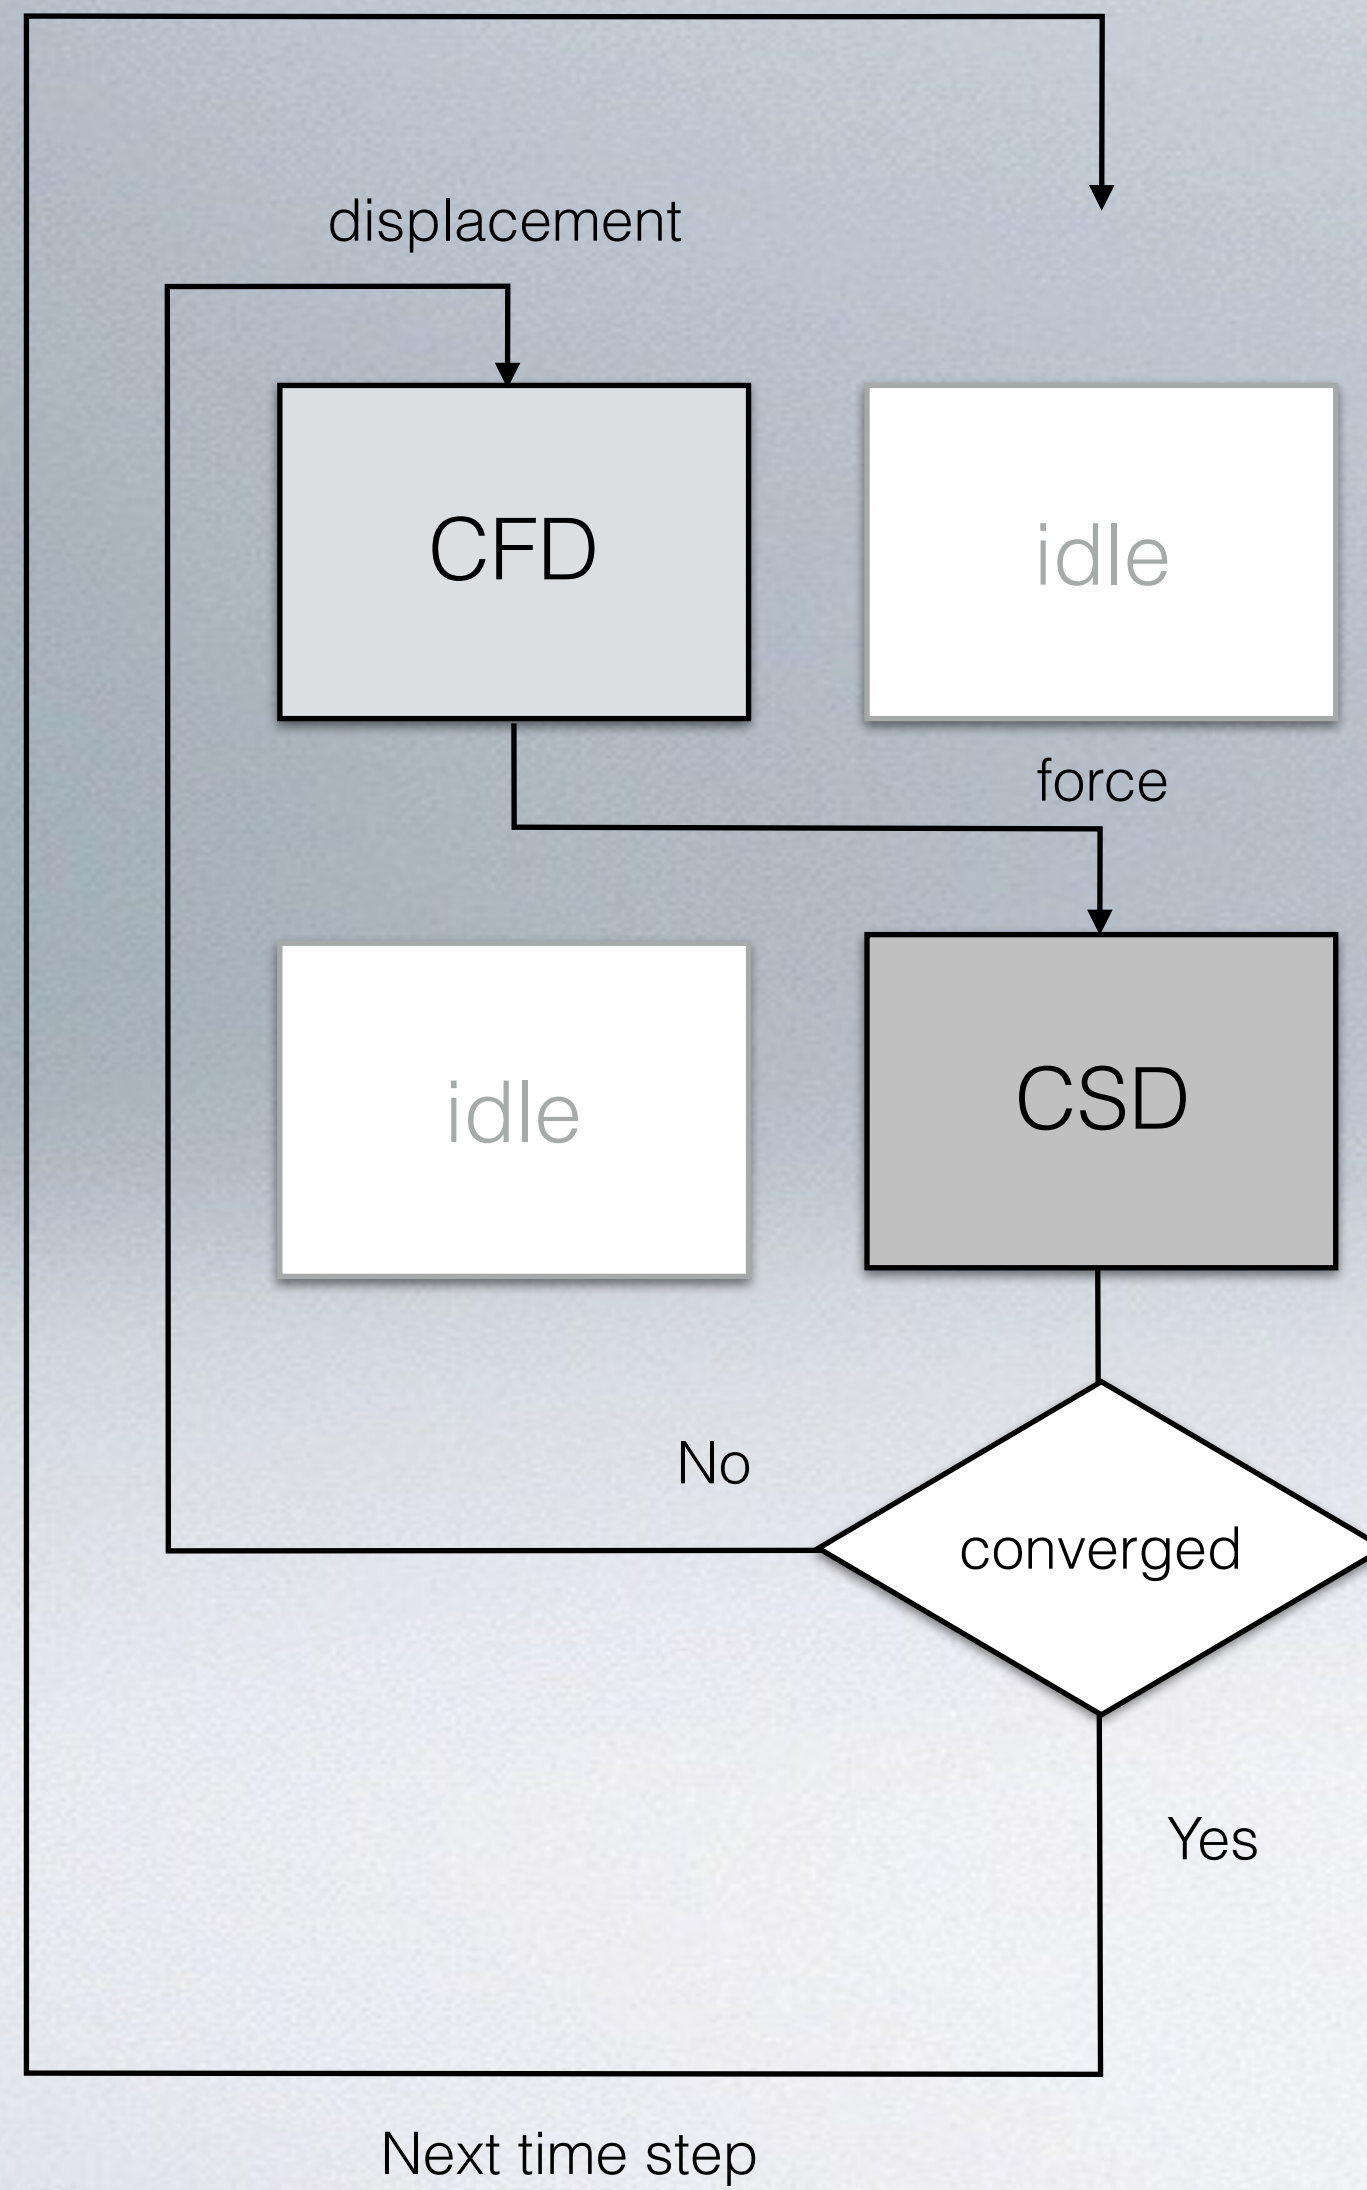 displacement
CFD
idle
force
idle
CSD
No
converged
Yes
Next time step